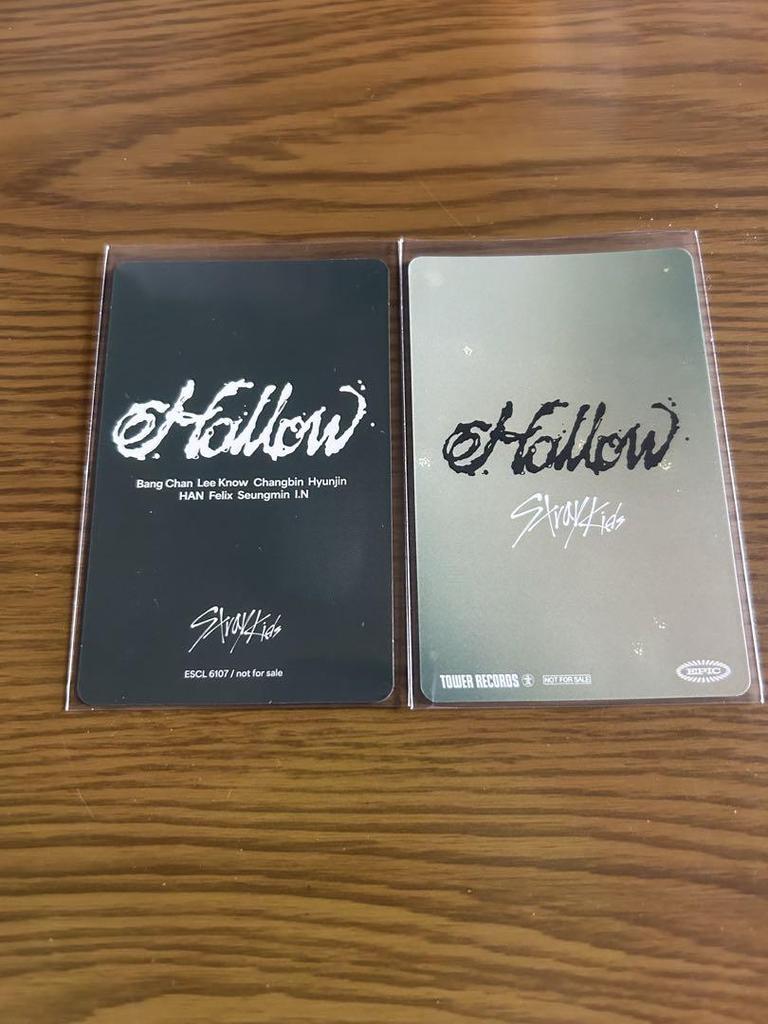 Hallow
Bang Chan Lee Know Changbin Hyunjin
HAN Felix Seungmin I.N
Stray Kids
ESCL 6107 / not for sale
Hallow
Stray Kids
TOWER RECORDS NOT FOR SALE EPIC